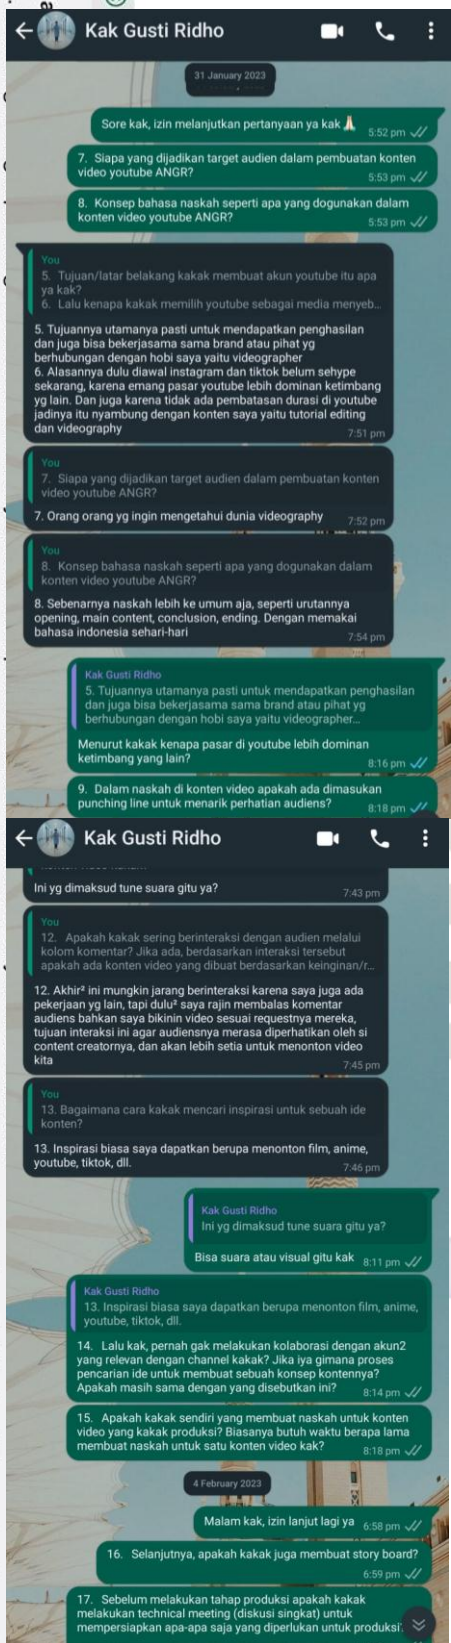 Kak Gusti Ridho
31 January 2023
Sore kak, izin melanjutkan pertanyaan ya kak 🙏🏻
5:52 pm
7. Siapa yang dijadikan target audien dalam pembuatan konten
video youtube ANGR?
5:53 pm
8. Konsep bahasa naskah seperti apa yang dogunakan dalam
konten video youtube ANGR?
5:53 pm
You
5. Tujuan/latar belakang kakak membuat akun youtube itu apa
ya kak?
6. Lalu kenapa kakak memilih youtube sebagai media menyeb...
5. Tujuannya utamanya pasti untuk mendapatkan penghasilan
dan juga bisa bekerjasama sama brand atau pihat yg
berhubungan dengan hobi saya yaitu videographer
6. Alasannya dulu diawal instagram dan tiktok belum sehype
sekarang, karena emang pasar youtube lebih dominan ketimbang
yg lain. Dan juga karena tidak ada pembatasan durasi di youtube
jadinya itu nyambung dengan konten saya yaitu tutorial editing
dan videography
7:51 pm
You
7. Siapa yang dijadikan target audien dalam pembuatan konten
video youtube ANGR?
7. Orang orang yg ingin mengetahui dunia videography
7:52 pm
You
8. Konsep bahasa naskah seperti apa yang dogunakan dalam
konten video youtube ANGR?
8. Sebenarnya naskah lebih ke umum aja, seperti urutannya
opening, main content, conclusion, ending. Dengan memakai
bahasa indonesia sehari-hari
7:54 pm
Kak Gusti Ridho
5. Tujuannya utamanya pasti untuk mendapatkan penghasilan
dan juga bisa bekerjasama sama brand atau pihat yg
berhubungan dengan hobi saya yaitu videographer...
Menurut kakak kenapa pasar di youtube lebih dominan
ketimbang yang lain?
8:16 pm
9. Dalam naskah di konten video apakah ada dimasukan
punching line untuk menarik perhatian audiens?
8:18 pm
Kak Gusti Ridho
Ini yg dimaksud tune suara gitu ya?
7:43 pm
You
12. Apakah kakak sering berinteraksi dengan audien melalui
kolom komentar? Jika ada, berdasarkan interaksi tersebut
apakah ada konten video yang dibuat berdasarkan keinginan/r...
12. Akhir² ini mungkin jarang berinteraksi karena saya juga ada
pekerjaan yg lain, tapi dulu² saya rajin membalas komentar
audiens bahkan saya bikinin video sesuai requestnya mereka,
tujuan interaksi ini agar audiensnya merasa diperhatikan oleh si
content creatornya, dan akan lebih setia untuk menonton video
kita
7:45 pm
You
13. Bagaimana cara kakak mencari inspirasi untuk sebuah ide
konten?
13. Inspirasi biasa saya dapatkan berupa menonton film, anime,
youtube, tiktok, dll.
7:46 pm
Kak Gusti Ridho
Ini yg dimaksud tune suara gitu ya?
Bisa suara atau visual gitu kak
8:11 pm
Kak Gusti Ridho
13. Inspirasi biasa saya dapatkan berupa menonton film, anime,
youtube, tiktok, dll.
14. Lalu kak, pernah gak melakukan kolaborasi dengan akun2
yang relevan dengan channel kakak? Jika iya gimana proses
pencarian ide untuk membuat sebuah konsep kontennya?
Apakah masih sama dengan yang disebutkan ini?
8:14 pm
15. Apakah kakak sendiri yang membuat naskah untuk konten
video yang kakak produksi? Biasanya butuh waktu berapa lama
membuat naskah untuk satu konten video kak?
8:18 pm
4 February 2023
Malam kak, izin lanjut lagi ya
6:58 pm
16. Selanjutnya, apakah kakak juga membuat story board?
6:59 pm
17. Sebelum melakukan tahap produksi apakah kakak
melakukan technical meeting (diskusi singkat) untuk
mempersiapkan apa-apa saja yang diperlukan untuk produksi